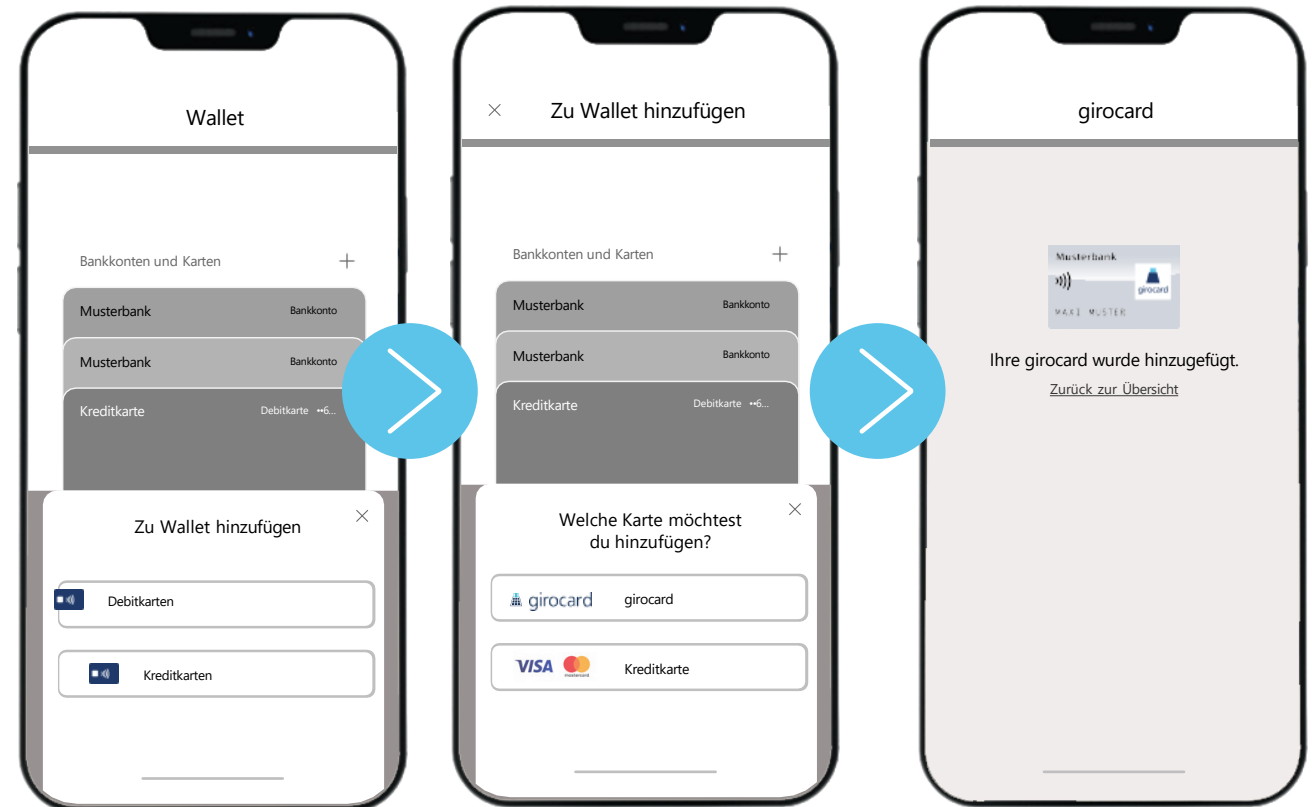 Wallet
Bankkonten und Karten
Musterbank Bankkonto
Musterbank Bankkonto
Kreditkarte Debitkarte ••6...
Zu Wallet hinzufügen
Debitkarten
Kreditkarten
Zu Wallet hinzufügen
Bankkonten und Karten
Musterbank Bankkonto
Musterbank Bankkonto
Kreditkarte Debitkarte ••6...
Welche Karte möchtest
du hinzufügen?
girocard girocard
VISA mastercard Kreditkarte
girocard
Musterbank
girocard
MAXI MUSTER
Ihre girocard wurde hinzugefügt.
Zurück zur Übersicht